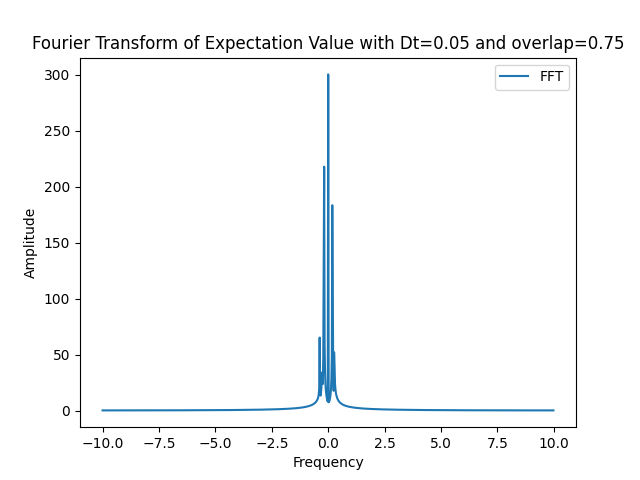 Fourier Transform of Expectation Value with Dt=0.05 and overlap=0.75
FFT
300
250
200
150
100
50
0
Amplitude
−10.0 −7.5 −5.0 −2.5 0.0 2.5 5.0 7.5 10.0
Frequency